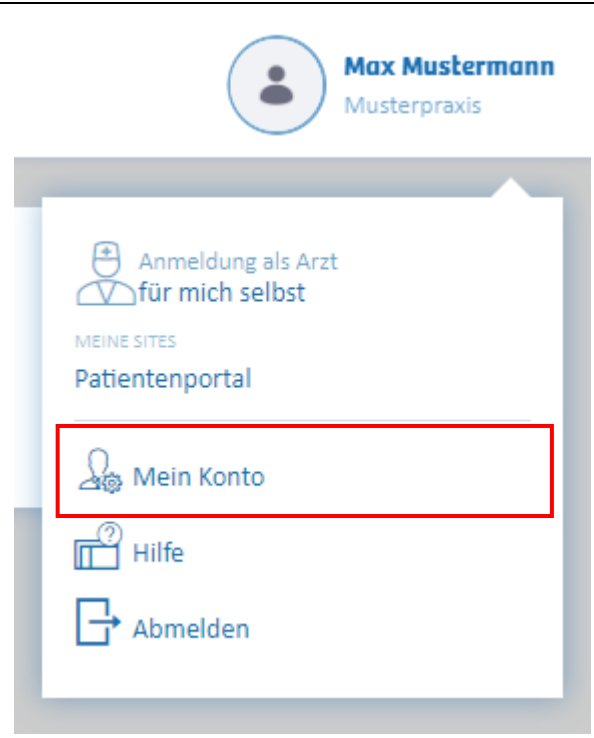 Max Mustermann
Musterpraxis
Anmeldung als Arzt
für mich selbst
MEINE SITES
Patientenportal
Mein Konto
?
Hilfe
Abmelden